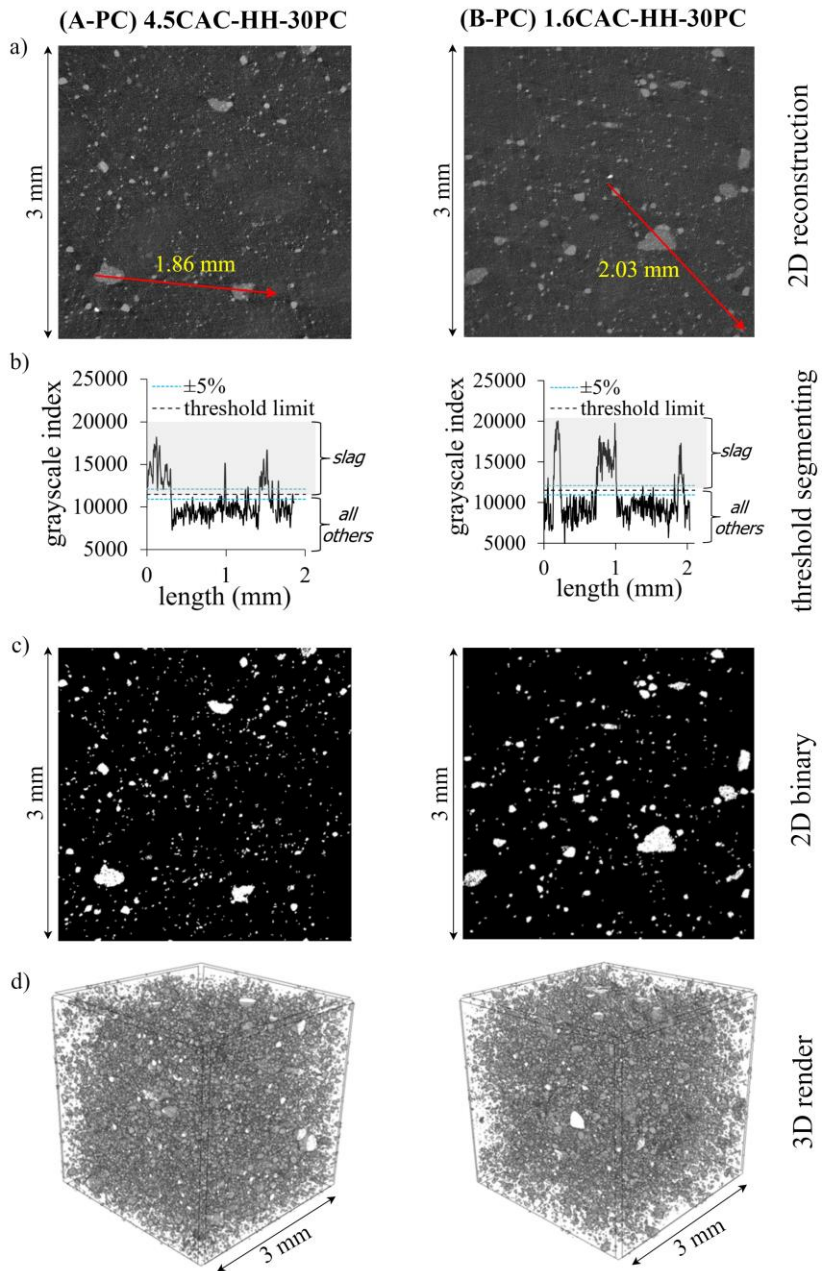 (A-PC) 4.5CAC-HH-30PC
(B-PC) 1.6CAC-HH-30PC
a)
3 mm
1.86 mm
3 mm
2.03 mm
2D reconstruction
b)
grayscale index
25000
20000
15000
10000
5000
±5%
threshold limit
slag
all
others
0
1
2
length (mm)
grayscale index
25000
20000
15000
10000
5000
±5%
threshold limit
slag
all
others
0
1
2
length (mm)
threshold segmenting
c)
3 mm
3 mm
2D binary
d)
3 mm
3 mm
3D render